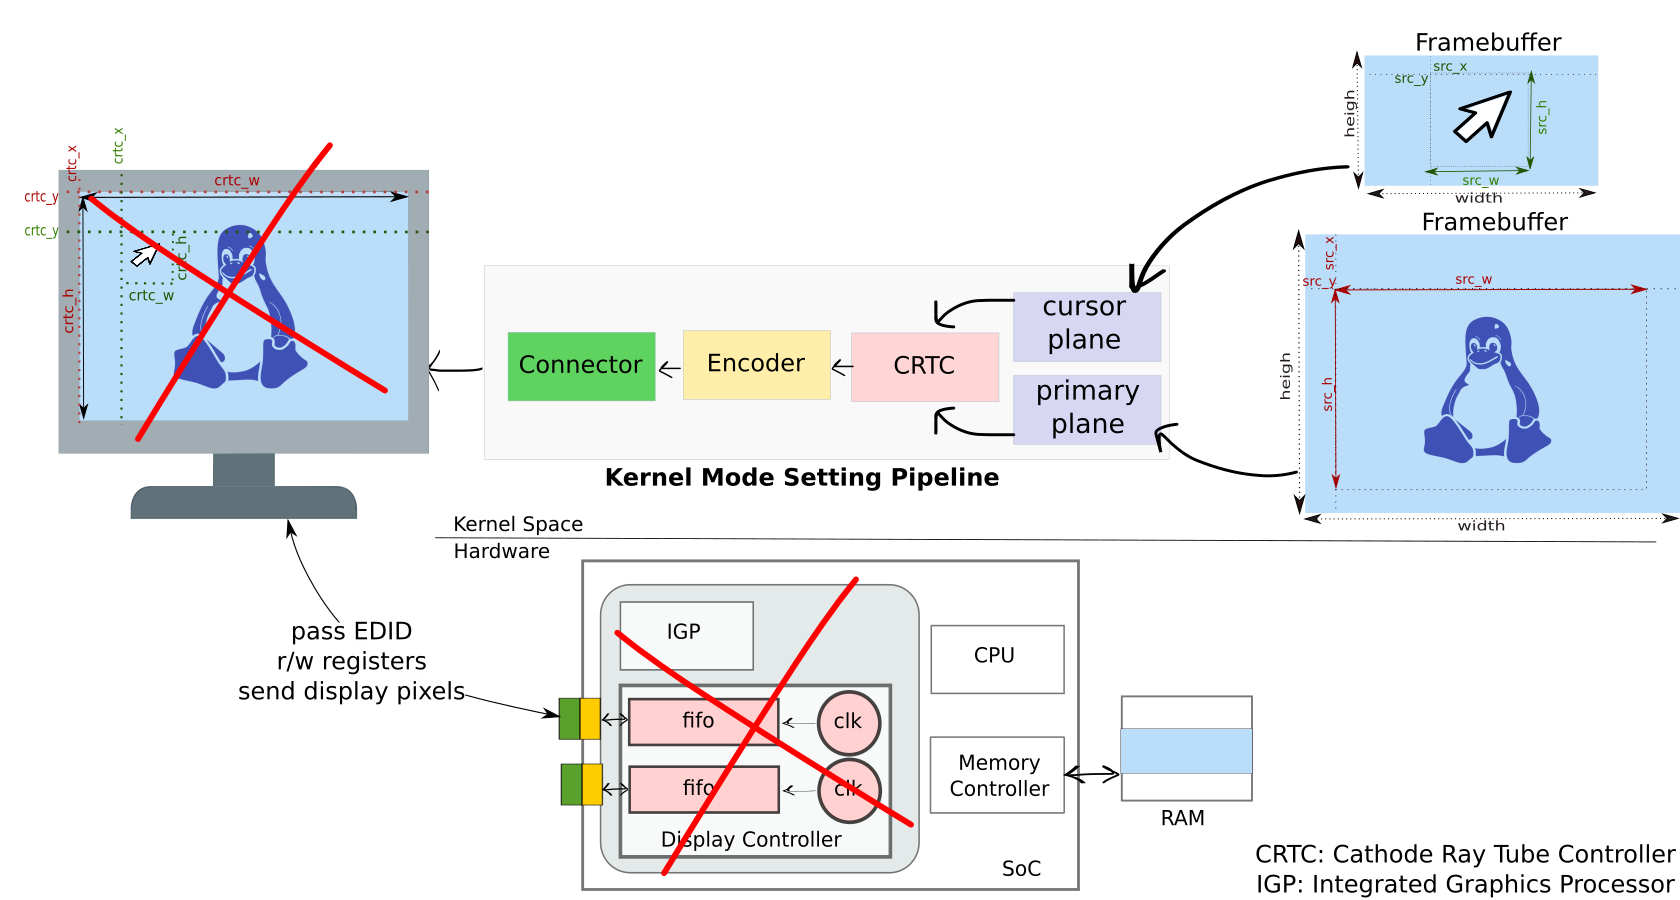 Framebuffer
src_x
src_y
heigh
src_h
src_w
width
Framebuffer
src_x
src_y
src_w
heigh
src_h
width
crtc_x
crtc_x
crtc_w
crtc_y
crtc_y
crtc_h
crtc_w
crtc_h
cursor
plane
Connector
Encoder
CRTC
primary
plane
Kernel Mode Setting Pipeline
Kernel Space
Hardware
pass EDID
r/w registers
send display pixels
IGP
CPU
fifo
clk
fifo
clk
Display Controller
Memory
Controller
SoC
RAM
CRTC: Cathode Ray Tube Controller
IGP: Integrated Graphics Processor